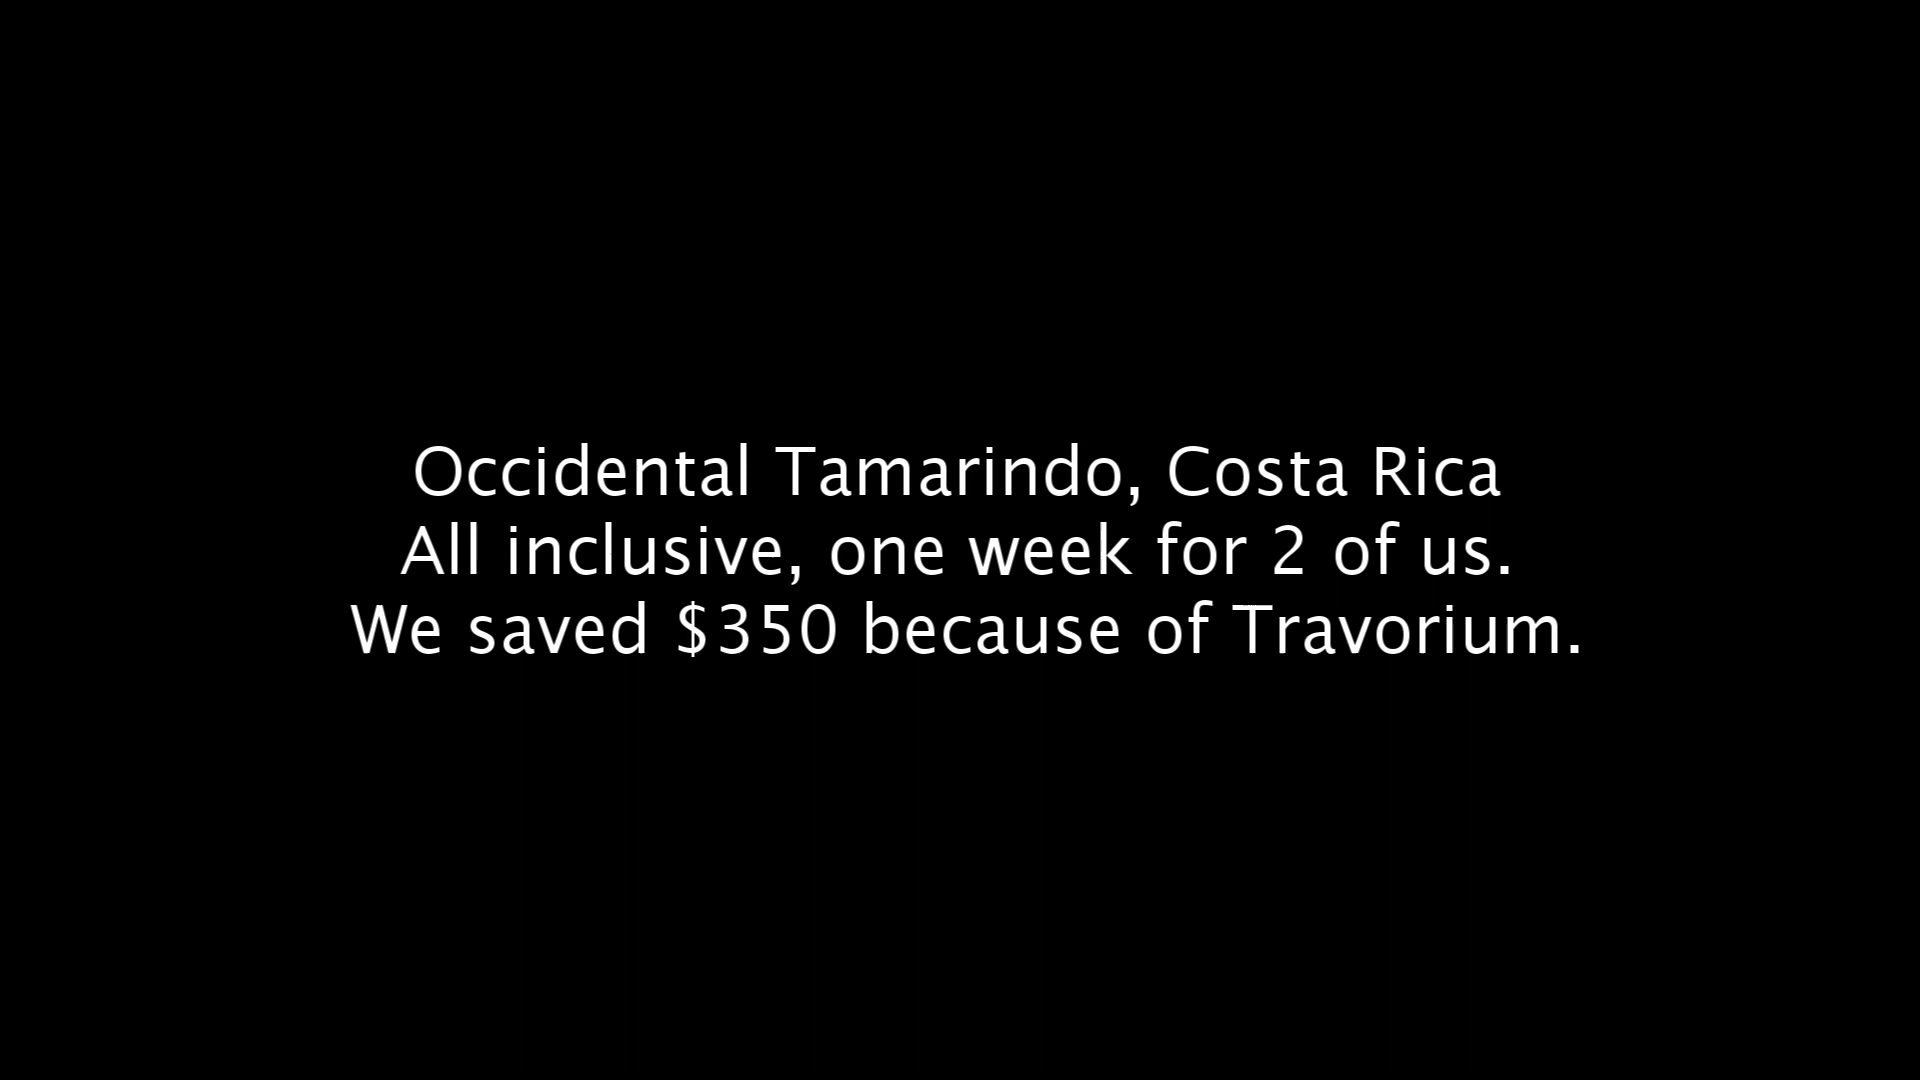 Occidental Tamarindo, Costa Rica
All inclusive, one week for 2 of us.
We saved $350 because of Travorium.